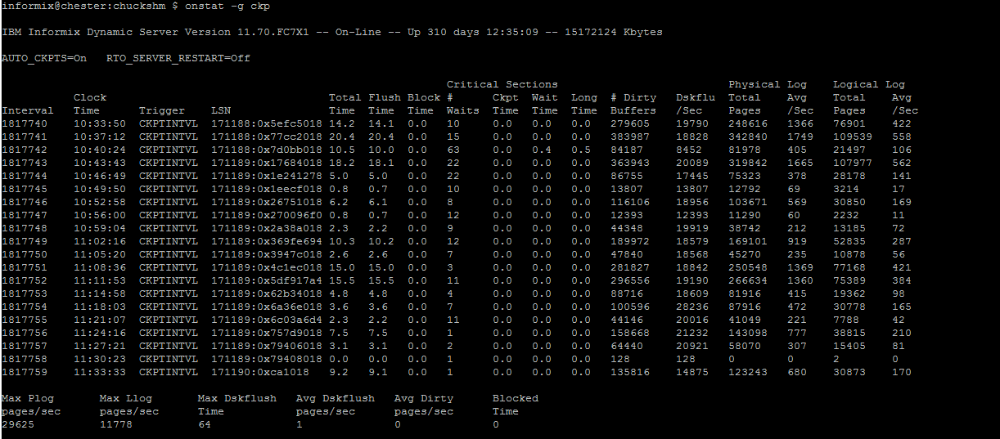 informix@chester:chuckshm $ onstat -g ckp
IBM Informix Dynamic Server Version 11.70.FC7X1 -- On-Line -- Up 310 days 12:35:09 -- 15172124 Kbytes
AUTO_CKPTS=On   RTO_SERVER_RESTART=Off
Critical Sections Physical Log Logical Log
Clock Total Flush Block # Ckpt Wait Long # Dirty Dskflu Total Avg Total Avg
Interval Time Trigger LSN Time Time Time Waits Time Time Time Buffers /Sec Pages /Sec Pages /Sec
1817740 10:33:50 CKPTINTVL 171188:0x5efc5018 14.2 14.1 0.0 10 0.0 0.0 0.0 279605 19790 248616 1366 76901 422
1817741 10:37:12 CKPTINTVL 171188:0x77cc2018 20.4 20.4 0.0 15 0.0 0.0 0.0 383987 18828 342840 1749 109539 558
1817742 10:40:24 CKPTINTVL 171188:0x7d0bb018 10.5 10.0 0.0 63 0.0 0.4 0.5 84187 8452 81978 405 21497 106
1817743 10:43:43 CKPTINTVL 171189:0x17684018 18.2 18.1 0.0 22 0.0 0.0 0.0 363943 20089 319842 1665 107977 562
1817744 10:46:49 CKPTINTVL 171189:0x1e241278 5.0 5.0 0.0 22 0.0 0.0 0.0 86755 17445 75323 378 28178 141
1817745 10:49:50 CKPTINTVL 171189:0x1eecf018 0.8 0.7 0.0 10 0.0 0.0 0.0 13807 13807 12792 69 3214 17
1817746 10:52:58 CKPTINTVL 171189:0x26751018 6.2 6.1 0.0 8 0.0 0.0 0.0 116106 18956 103671 569 30850 169
1817747 10:56:00 CKPTINTVL 171189:0x270096f0 0.8 0.7 0.0 12 0.0 0.0 0.0 12393 12393 11290 60 2232 11
1817748 10:59:04 CKPTINTVL 171189:0x2a38a018 2.3 2.2 0.0 9 0.0 0.0 0.0 44348 19919 38742 212 13185 72
1817749 11:02:16 CKPTINTVL 171189:0x369fe694 10.3 10.2 0.0 12 0.0 0.0 0.0 189972 18579 169101 919 52835 287
1817750 11:05:20 CKPTINTVL 171189:0x3947c018 2.6 2.6 0.0 7 0.0 0.0 0.0 47840 18568 45270 235 10878 56
1817751 11:08:36 CKPTINTVL 171189:0x4c1ec018 15.0 15.0 0.0 3 0.0 0.0 0.0 281827 18842 250548 1369 77168 421
1817752 11:11:53 CKPTINTVL 171189:0x5df917a4 15.5 15.5 0.0 11 0.0 0.0 0.0 296556 19190 266634 1360 75389 384
1817753 11:14:58 CKPTINTVL 171189:0x62b34018 4.8 4.8 0.0 4 0.0 0.0 0.0 88716 18609 81916 415 19362 98
1817754 11:18:03 CKPTINTVL 171189:0x6a36e018 3.6 3.6 0.0 7 0.0 0.0 0.0 100596 28236 87916 472 30778 165
1817755 11:21:07 CKPTINTVL 171189:0x6c03a6d4 2.3 2.2 0.0 11 0.0 0.0 0.0 44146 20016 41049 221 7788 42
1817756 11:24:16 CKPTINTVL 171189:0x757d9018 7.5 7.5 0.0 1 0.0 0.0 0.0 158668 21232 143098 777 38815 210
1817757 11:27:21 CKPTINTVL 171189:0x79406018 3.1 3.1 0.0 2 0.0 0.0 0.0 64440 20921 58070 307 15405 81
1817758 11:30:23 CKPTINTVL 171189:0x79408018 0.0 0.0 0.0 1 0.0 0.0 0.0 128 128 0 0 2 0
1817759 11:33:33 CKPTINTVL 171190:0xca1018 9.2 9.1 0.0 1 0.0 0.0 0.0 135816 14875 123243 680 30873 170
Max Plog Max Llog Max Dskflush Avg Dskflush Avg Dirty Blocked
pages/sec pages/sec Time pages/sec pages/sec Time
29625 11778 64 1 0 0